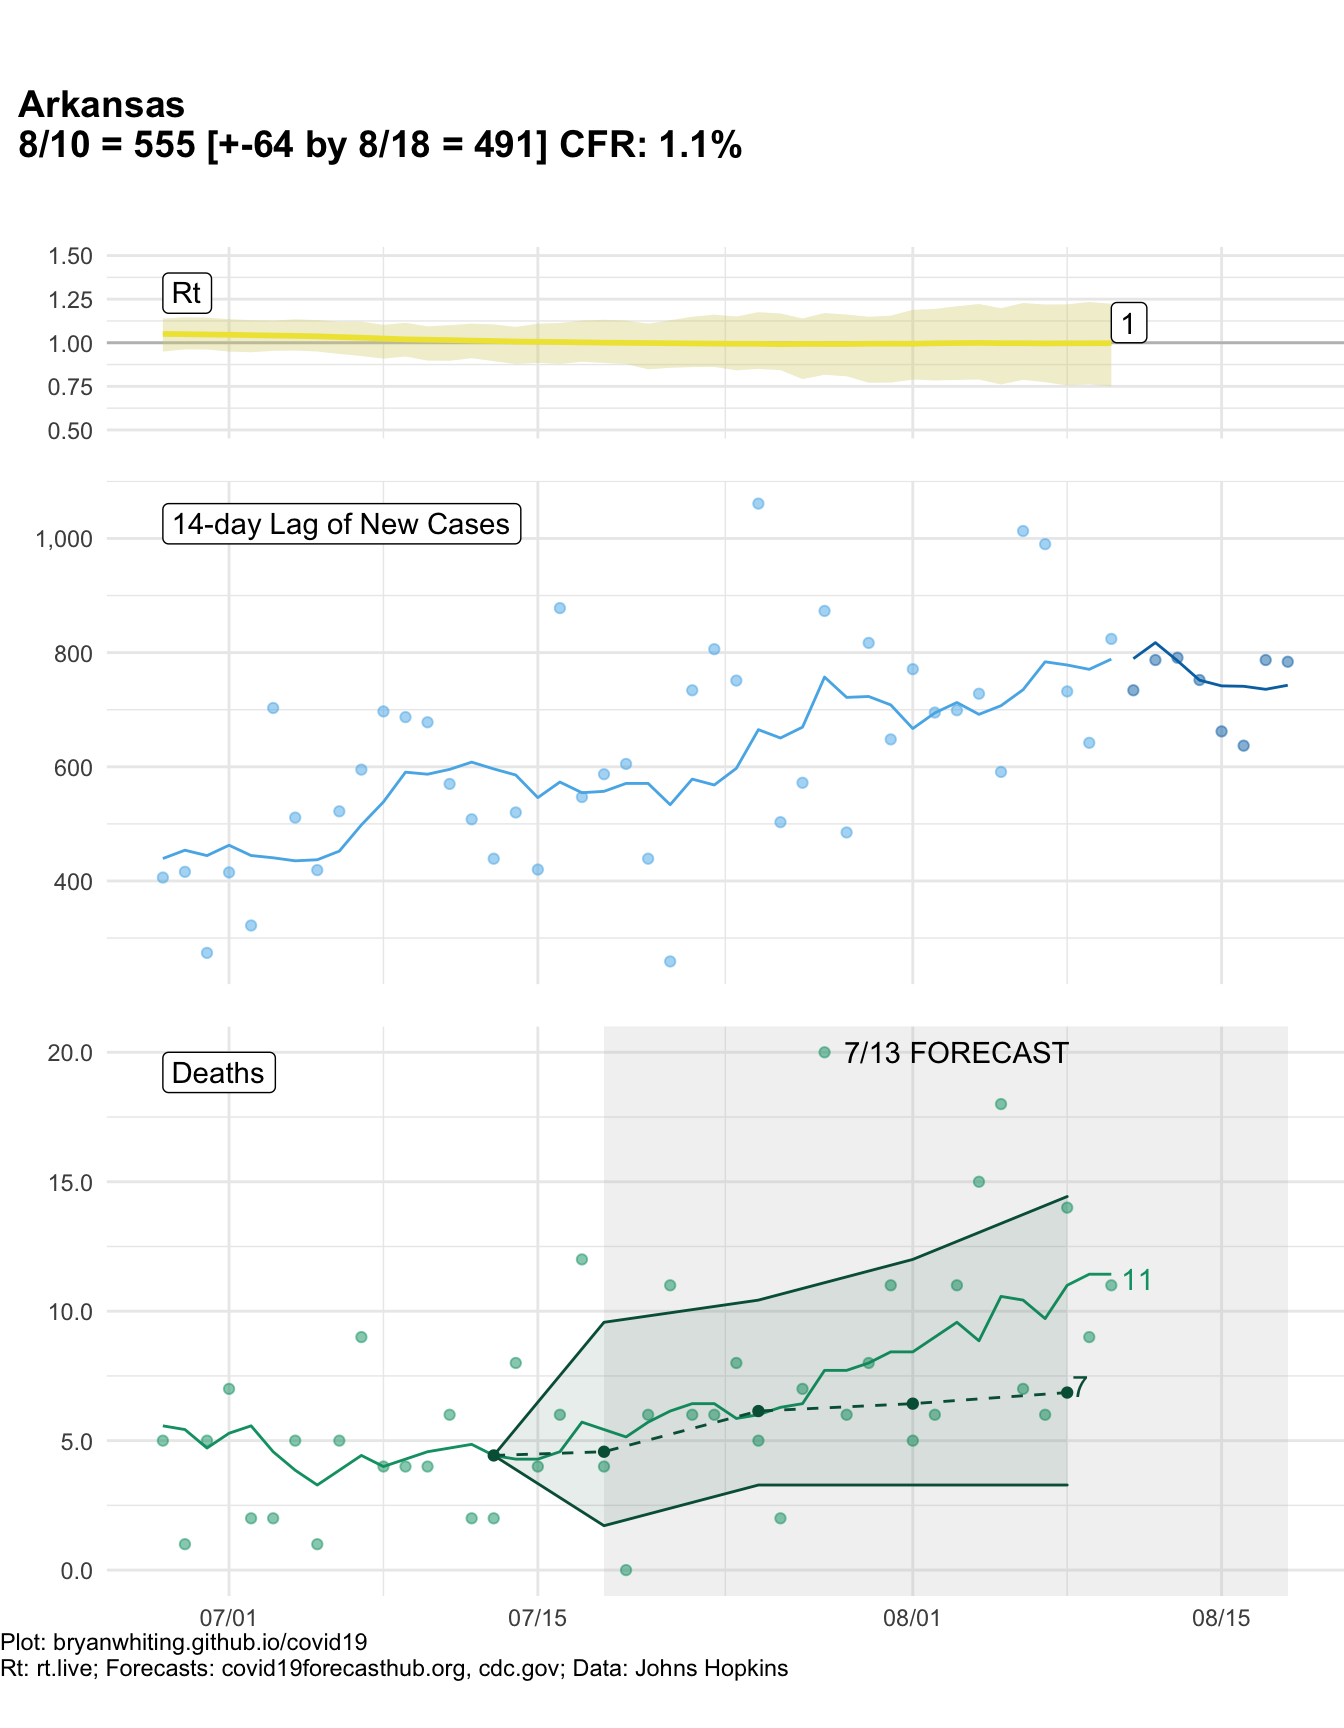 Arkansas
8/10 = 555 [+-64 by 8/18 = 491] CFR: 1.1%
1.50
1.25
1.00
0.75
0.50
Rt
1
14-day Lag of New Cases
1,000
800
600
400
20.0
15.0
10.0
5.0
0.0
Deaths
7/13 FORECAST
11
7
07/01
07/15
08/01
08/15
Plot: bryanwhiting.github.io/covid19
Rt: rt.live; Forecasts: covid19forecasthub.org, cdc.gov; Data: Johns Hopkins